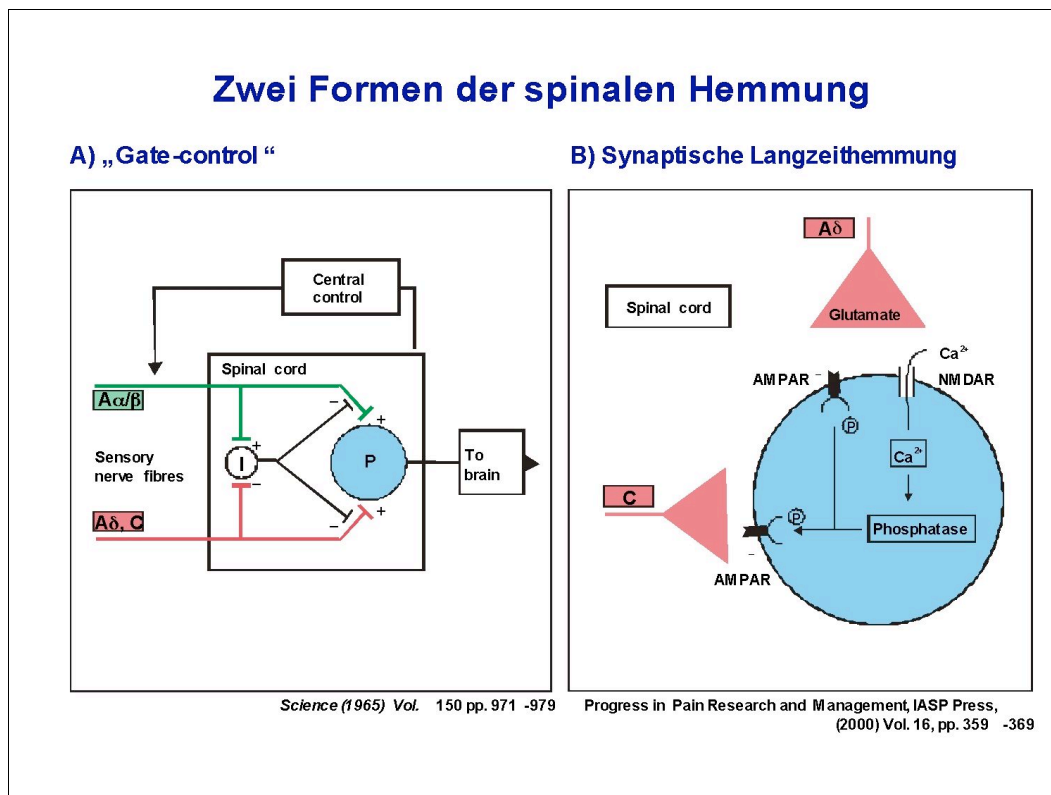 Zwei Formen der spinalen Hemmung
A) „Gate-control “
B) Synaptische Langzeithemmung
Central
control
Spinal cord
Aα/β
–
+
+
I
P
To
brain
Sensory
nerve fibres
–
–
+
Aδ, C
Aδ
Spinal cord
Glutamate
Ca²⁺
AMPAR
–
NMDAR
P
Ca²⁺
C
P
Phosphatase
–
AMPAR
Science (1965) Vol. 150 pp. 971 -979
Progress in Pain Research and Management, IASP Press,
(2000) Vol. 16, pp. 359 -369